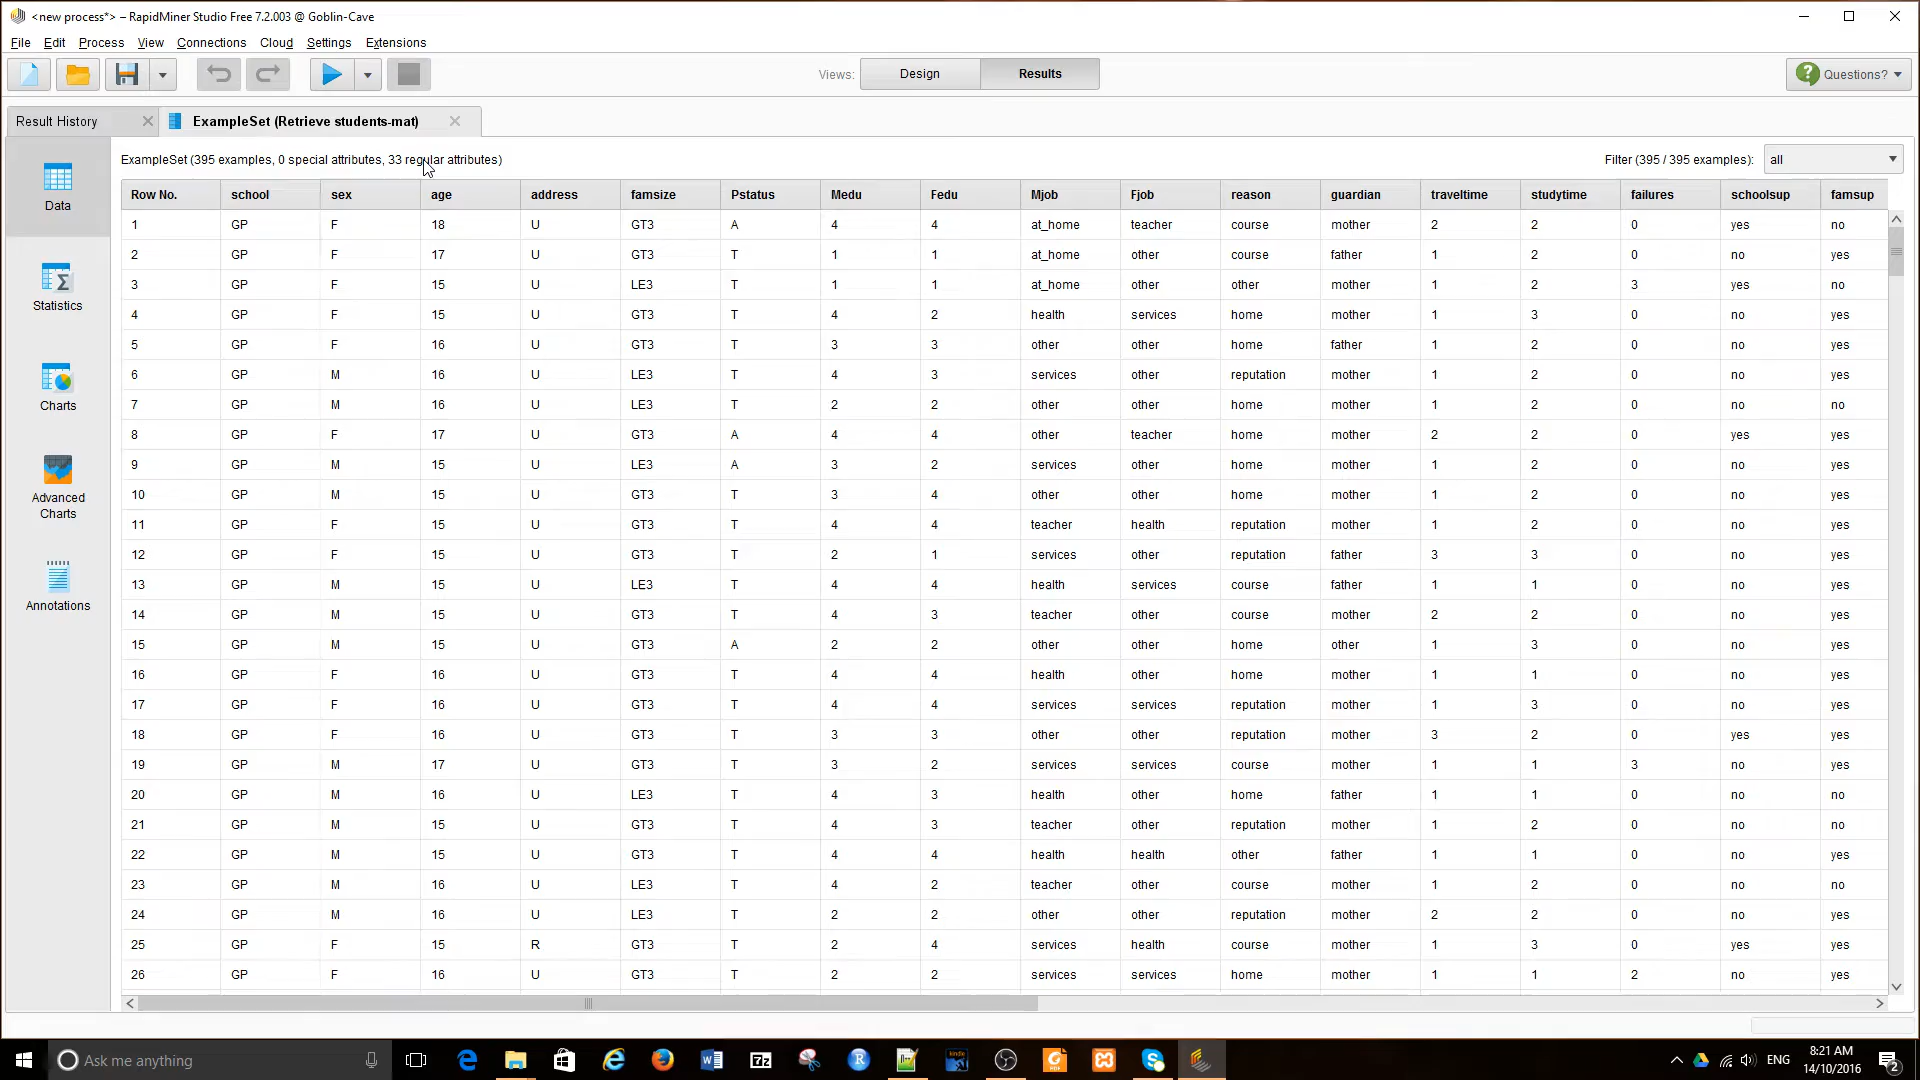 <new process*> – RapidMiner Studio Free 7.2.003 @ Goblin-Cave
File Edit Process View Connections Cloud Settings Extensions
Views: Design Results Questions?
Result History ExampleSet (Retrieve students-mat)
ExampleSet (395 examples, 0 special attributes, 33 regular attributes) Filter (395 / 395 examples): all
Data
Statistics
Charts
Advanced
Charts
Annotations
Row No. school sex age address famsize Pstatus Medu Fedu Mjob Fjob reason guardian traveltime studytime failures schoolsup famsup
1 GP F 18 U GT3 A 4 4 at_home teacher course mother 2 2 0 yes no
2 GP F 17 U GT3 T 1 1 at_home other course father 1 2 0 no yes
3 GP F 15 U LE3 T 1 1 at_home other other mother 1 2 3 yes no
4 GP F 15 U GT3 T 4 2 health services home mother 1 3 0 no yes
5 GP F 16 U GT3 T 3 3 other other home father 1 2 0 no yes
6 GP M 16 U LE3 T 4 3 services other reputation mother 1 2 0 no yes
7 GP M 16 U LE3 T 2 2 other other home mother 1 2 0 no no
8 GP F 17 U GT3 A 4 4 other teacher home mother 2 2 0 yes yes
9 GP M 15 U LE3 A 3 2 services other home mother 1 2 0 no yes
10 GP M 15 U GT3 T 3 4 other other home mother 1 2 0 no yes
11 GP F 15 U GT3 T 4 4 teacher health reputation mother 1 2 0 no yes
12 GP F 15 U GT3 T 2 1 services other reputation father 3 3 0 no yes
13 GP M 15 U LE3 T 4 4 health services course father 1 1 0 no yes
14 GP M 15 U GT3 T 4 3 teacher other course mother 2 2 0 no yes
15 GP M 15 U GT3 A 2 2 other other home other 1 3 0 no yes
16 GP F 16 U GT3 T 4 4 health other home mother 1 1 0 no yes
17 GP F 16 U GT3 T 4 4 services services reputation mother 1 3 0 no yes
18 GP F 16 U GT3 T 3 3 other other reputation mother 3 2 0 yes yes
19 GP M 17 U GT3 T 3 2 services services course mother 1 1 3 no yes
20 GP M 16 U LE3 T 4 3 health other home father 1 1 0 no no
21 GP M 15 U GT3 T 4 3 teacher other reputation mother 1 2 0 no no
22 GP M 15 U GT3 T 4 4 health health other father 1 1 0 no yes
23 GP M 16 U LE3 T 4 2 teacher other course mother 1 2 0 no no
24 GP M 16 U LE3 T 2 2 other other reputation mother 2 2 0 no yes
25 GP F 15 R GT3 T 2 4 services health course mother 1 3 0 yes yes
26 GP F 16 U GT3 T 2 2 services services home mother 1 1 2 no yes
Ask me anything
ENG
8:21 AM
14/10/2016
2